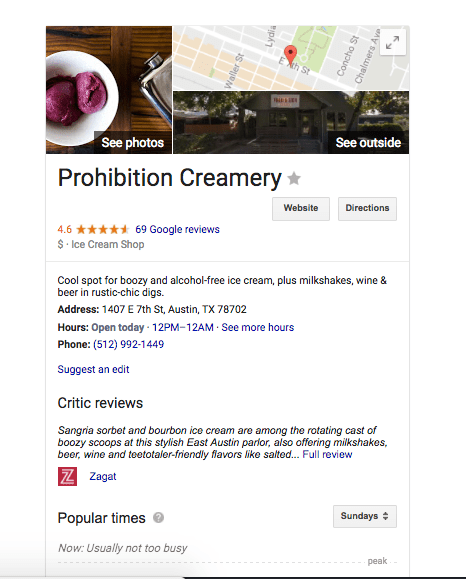 Lydia
Waller St
E 7th St
Concho St
Chalmers Ave
See photos
See outside
Prohibition Creamery
Website
Directions
4.6 69 Google reviews
$ · Ice Cream Shop
Cool spot for boozy and alcohol-free ice cream, plus milkshakes, wine &
beer in rustic-chic digs.
Address: 1407 E 7th St, Austin, TX 78702
Hours: Open today · 12PM–12AM · See more hours
Phone: (512) 992-1449
Suggest an edit
Critic reviews
Sangria sorbet and bourbon ice cream are among the rotating cast of
boozy scoops at this stylish East Austin parlor, also offering milkshakes,
beer, wine and teetotaler-friendly flavors like salted... Full review
Z Zagat
Popular times ?
Sundays
Now: Usually not too busy
peak